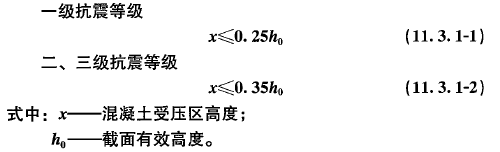 一级抗震等级
x≤0.25h₀ (11.3.1-1)
二、三级抗震等级
x≤0.35h₀ (11.3.1-2)
式中：x——混凝土受压区高度；
h₀——截面有效高度。